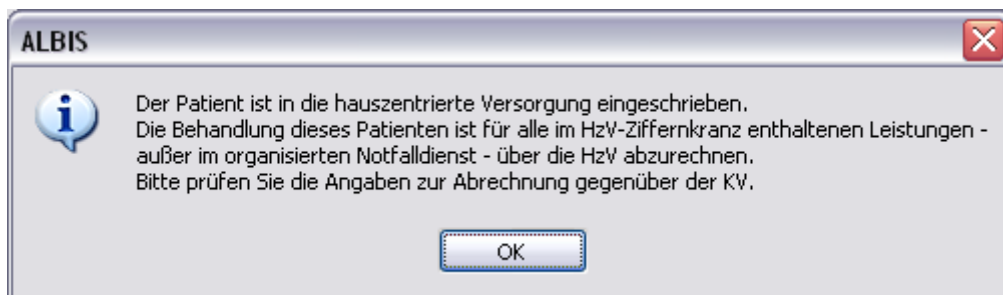 ALBIS
Der Patient ist in die hauszentrierte Versorgung eingeschrieben.
Die Behandlung dieses Patienten ist für alle im HzV-Ziffernkranz enthaltenen Leistungen -
außer im organisierten Notfalldienst - über die HzV abzurechnen.
Bitte prüfen Sie die Angaben zur Abrechnung gegenüber der KV.
OK